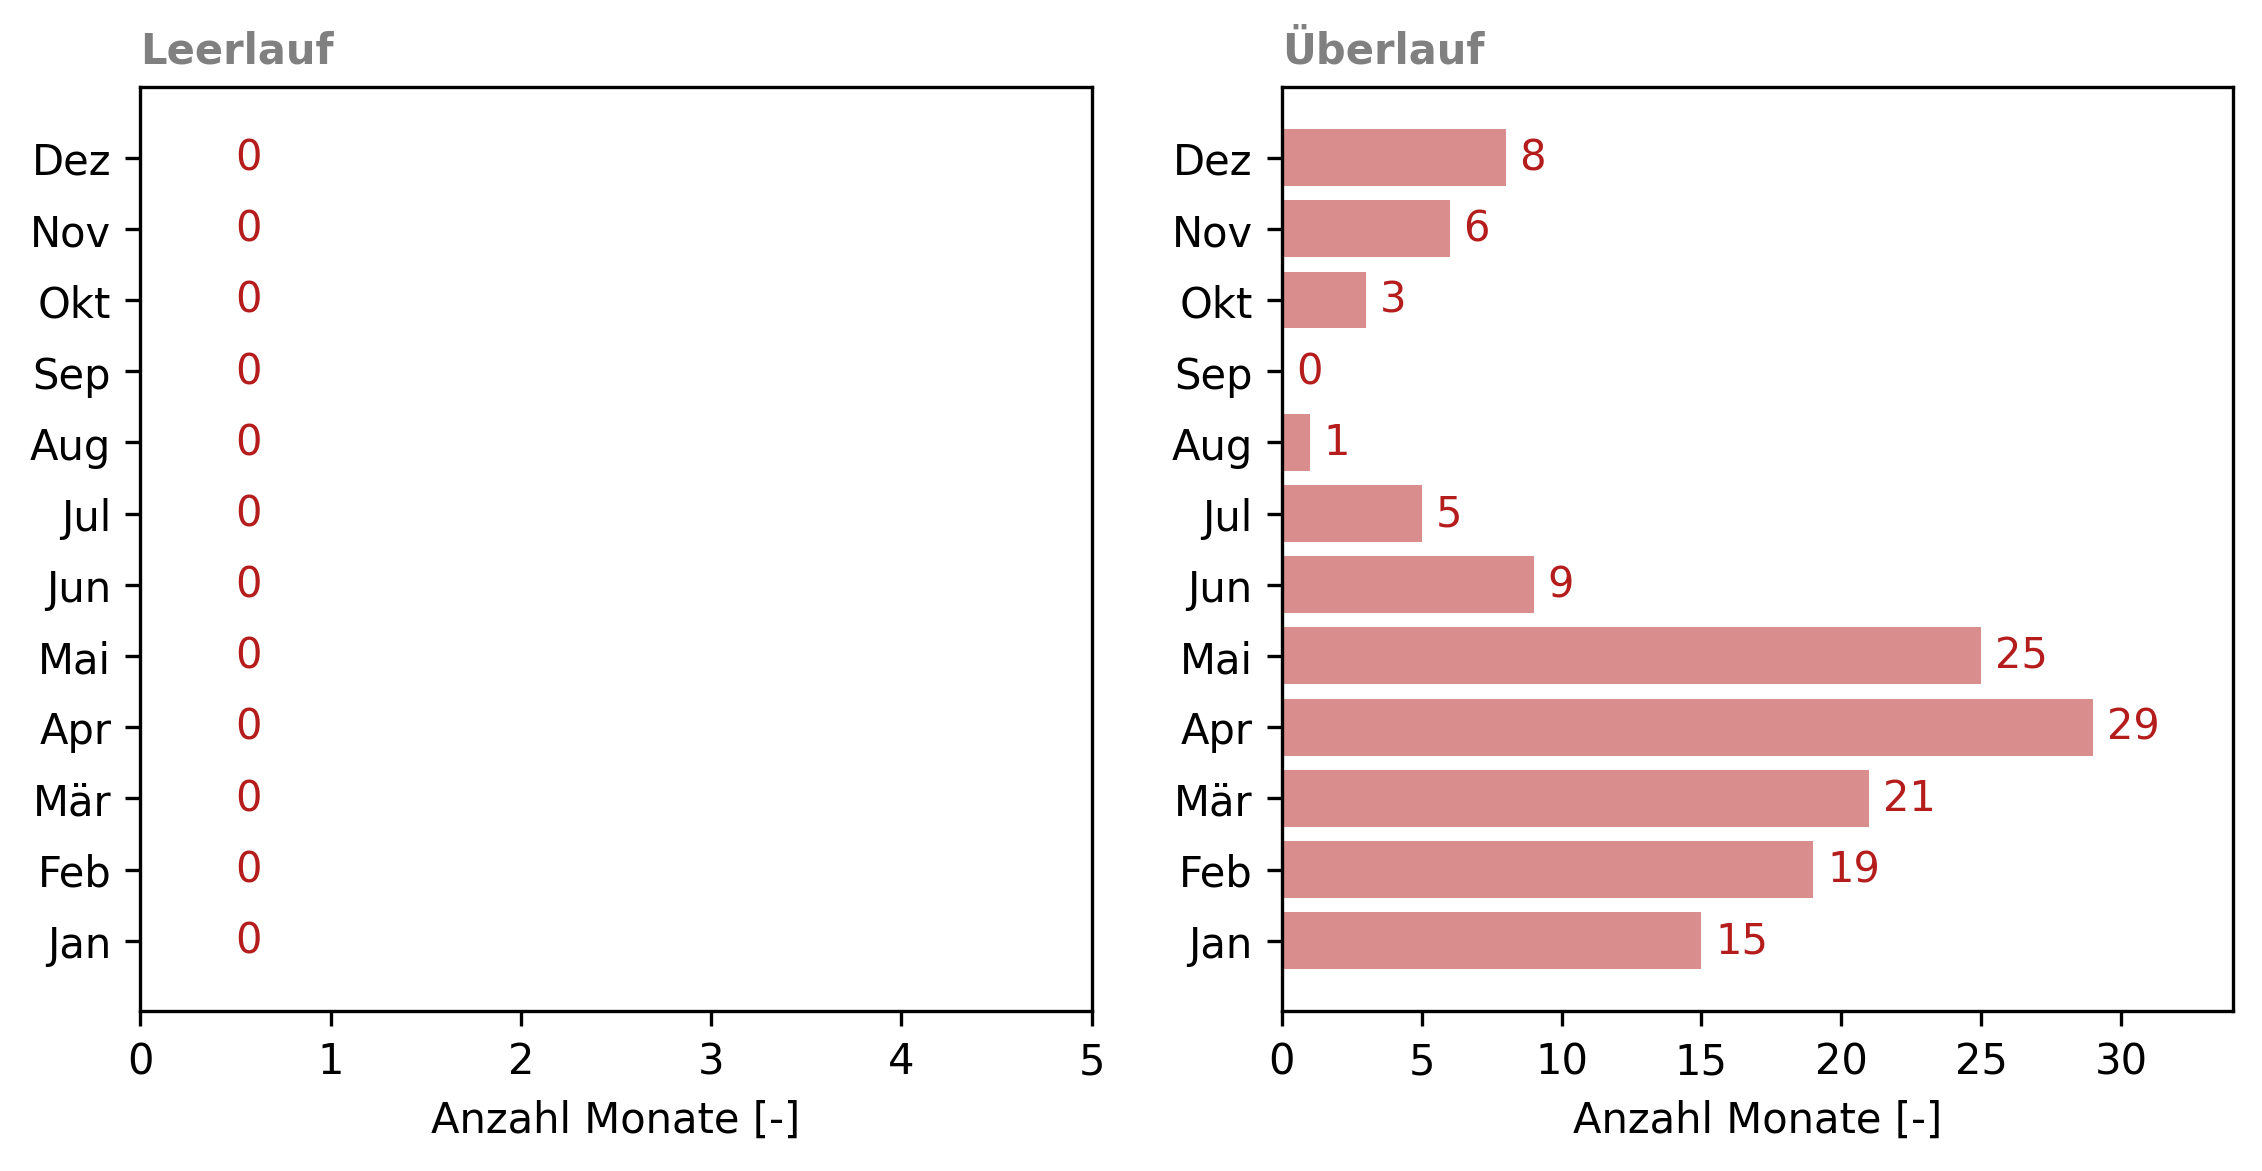 Leerlauf
Dez 0
Nov 0
Okt 0
Sep 0
Aug 0
Jul 0
Jun 0
Mai 0
Apr 0
Mär 0
Feb 0
Jan 0
0 1 2 3 4 5
Anzahl Monate [-]
Überlauf
Dez 8
Nov 6
Okt 3
Sep 0
Aug 1
Jul 5
Jun 9
Mai 25
Apr 29
Mär 21
Feb 19
Jan 15
0 5 10 15 20 25 30
Anzahl Monate [-]